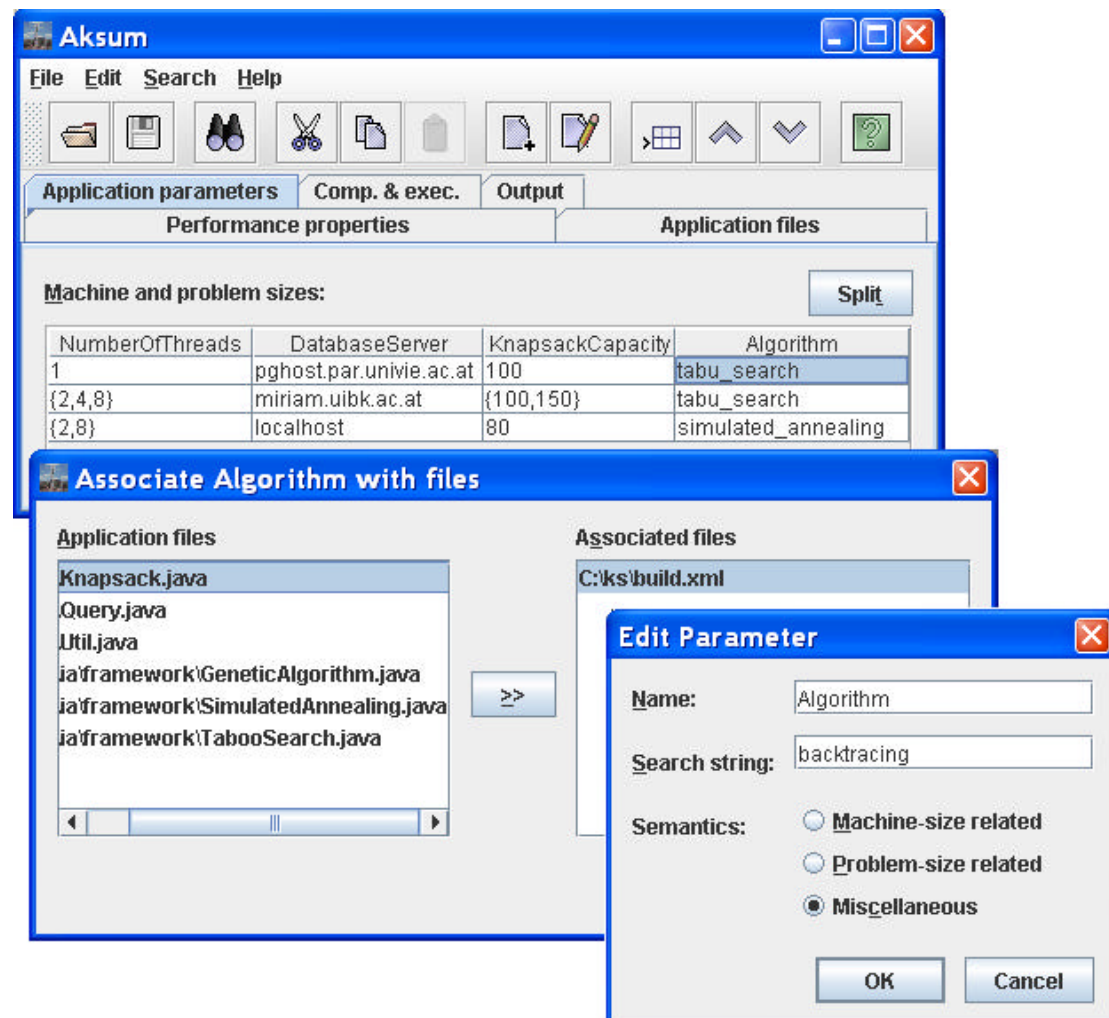 Aksum
File Edit Search Help
Application parameters Comp. & exec. Output
Performance properties Application files
Machine and problem sizes: Split
NumberOfThreads DatabaseServer KnapsackCapacity Algorithm
1 pghost.par.univie.ac.at 100 tabu_search
{2,4,8} miriam.uibk.ac.at {100,150} tabu_search
{2,8} localhost 80 simulated_annealing
Associate Algorithm with files
Application files Associated files
Knapsack.java C:\ks\build.xml
Query.java
Util.java
ia\framework\GeneticAlgorithm.java
ia\framework\SimulatedAnnealing.java
ia\framework\TabooSearch.java
>>
Edit Parameter
Name: Algorithm
Search string: backtracing
Semantics: Machine-size related
Problem-size related
Miscellaneous
OK Cancel